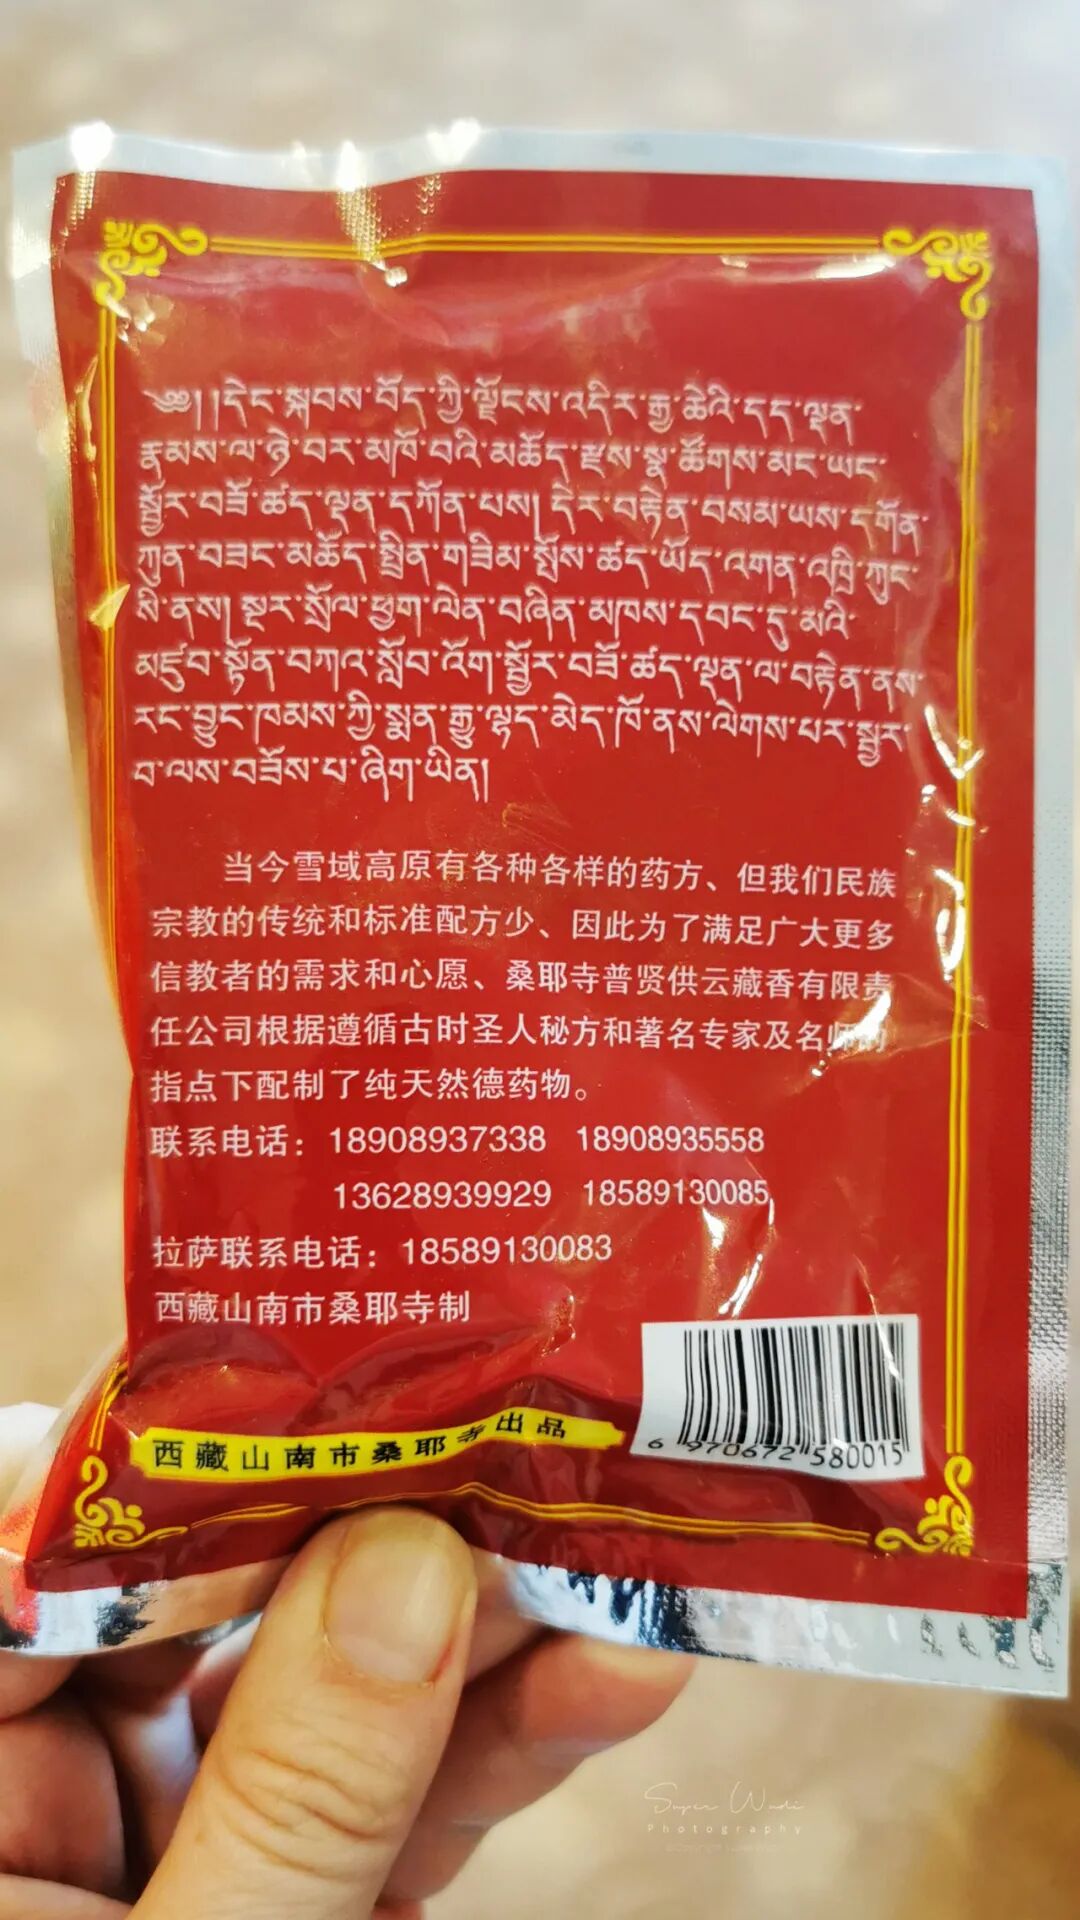 ༄༅། །དེང་སྐབས་བོད་ཀྱི་ལྗོངས་འདིར་རྒྱ་ཆེའི་དད་ལྡན་
རྣམས་ལ་ཉེ་བར་མཁོ་བའི་མཆོད་རྫས་སྣ་ཚོགས་མང་ཡང་
སྦྱོར་བཟོ་ཚད་ལྡན་དཀོན་པས། དེར་བརྟེན་བསམ་ཡས་དགོན་
ཀུན་བཟང་མཆོད་སྤྲིན་གཟིམ་སྤོས་ཚད་ཡོད་འགན་འཁྲི་ཀུང་
སི་ནས། སྔར་སྲོལ་ཕྱག་ལེན་བཞིན་མཁས་དབང་དུ་མའི་
མཛུབ་སྟོན་བཀའ་སློབ་འོག་སྦྱོར་བཟོ་ཚད་ལྡན་ལ་བརྟེན་ནས་
རང་བྱུང་ཁམས་ཀྱི་སྨན་རྒྱུ་ལྷད་མེད་ཁོ་ནས་ལེགས་པར་སྦྱར་
བ་ལས་བཟོས་པ་ཞིག་ཡིན།
当今雪域高原有各种各样的药方、但我们民族
宗教的传统和标准配方少、因此为了满足广大更多
信教者的需求和心愿、桑耶寺普贤供云藏香有限责
任公司根据遵循古时圣人秘方和著名专家及名师的
指点下配制了纯天然德药物。
联系电话：18908937338 18908935558
13628939929 18589130085
拉萨联系电话：18589130083
西藏山南市桑耶寺制
西藏山南市桑耶寺出品
6 970672 580015
Super Wudi
Photography